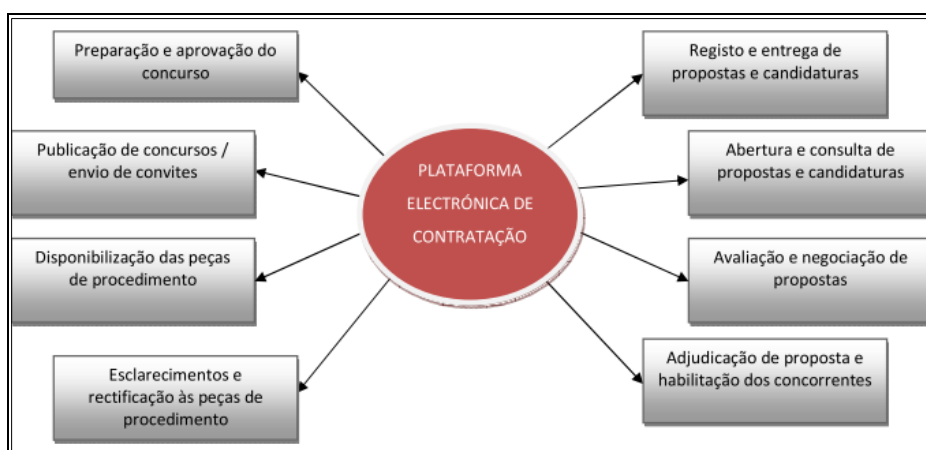 Preparação e aprovação do
concurso
Publicação de concursos /
envio de convites
Disponibilização das peças
de procedimento
Esclarecimentos e
rectificação às peças de
procedimento
PLATAFORMA
ELECTRÓNICA DE
CONTRATAÇÃO
Registo e entrega de
propostas e candidaturas
Abertura e consulta de
propostas e candidaturas
Avaliação e negociação de
propostas
Adjudicação de proposta e
habilitação dos concorrentes